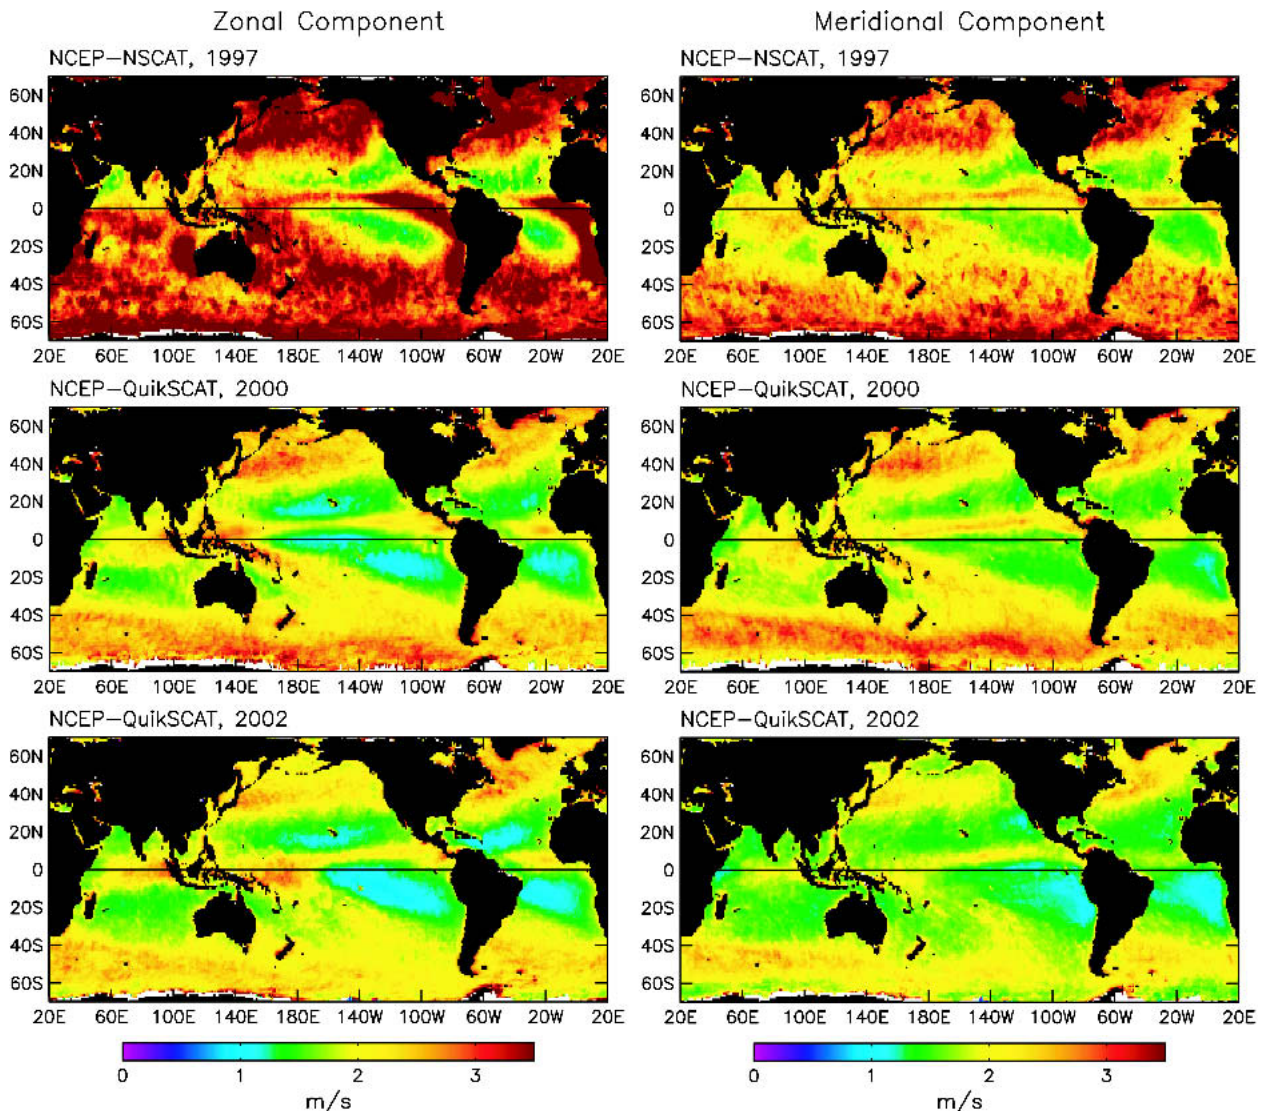 Zonal Component
Meridional Component
NCEP−NSCAT, 1997
NCEP−NSCAT, 1997
60N
40N
20N
0
20S
40S
60S
20E 60E 100E 140E 180E 140W 100W 60W 20W 20E
60N
40N
20N
0
20S
40S
60S
20E 60E 100E 140E 180E 140W 100W 60W 20W 20E
NCEP−QuikSCAT, 2000
NCEP−QuikSCAT, 2000
60N
40N
20N
0
20S
40S
60S
20E 60E 100E 140E 180E 140W 100W 60W 20W 20E
60N
40N
20N
0
20S
40S
60S
20E 60E 100E 140E 180E 140W 100W 60W 20W 20E
NCEP−QuikSCAT, 2002
NCEP−QuikSCAT, 2002
60N
40N
20N
0
20S
40S
60S
20E 60E 100E 140E 180E 140W 100W 60W 20W 20E
60N
40N
20N
0
20S
40S
60S
20E 60E 100E 140E 180E 140W 100W 60W 20W 20E
0 1 2 3
m/s
0 1 2 3
m/s